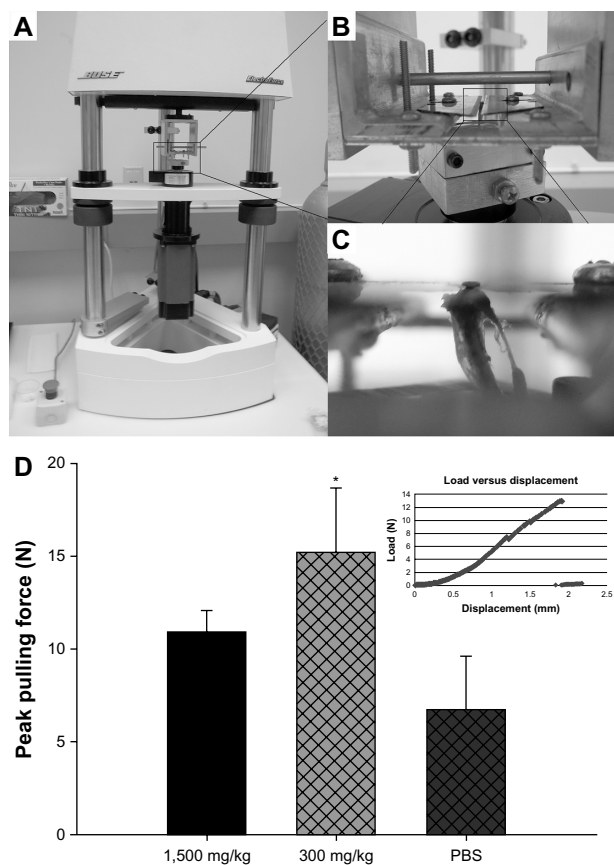 A
BOSE
ElectroForce
B
C
D
Peak pulling force (N)
20
15
10
5
0
*
1,500 mg/kg
300 mg/kg
PBS
Load versus displacement
Load (N)
14
12
10
8
6
4
2
0
0
0.5
1
1.5
2
2.5
Displacement (mm)